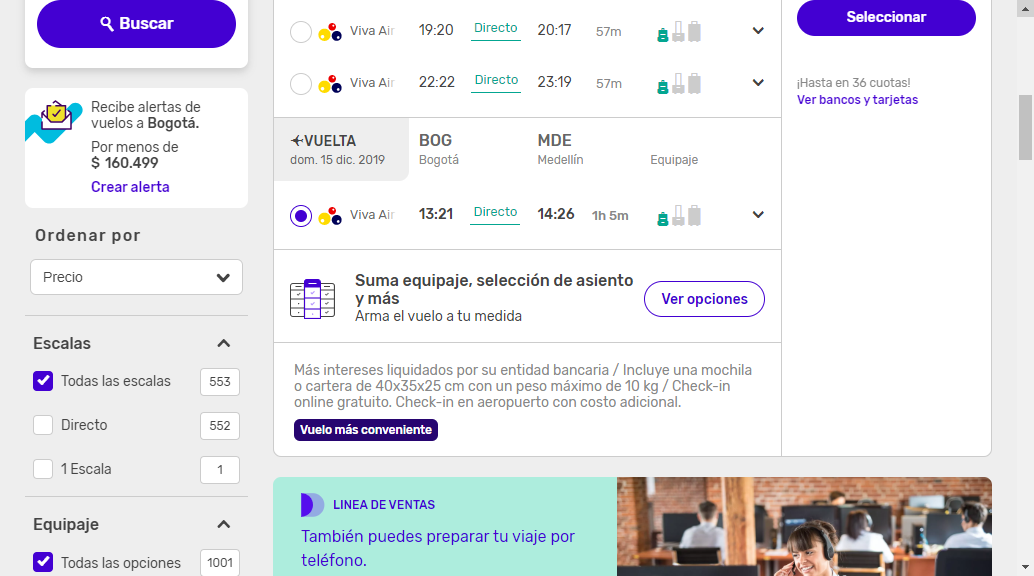 Buscar
Recibe alertas de
vuelos a Bogotá.
Por menos de
$ 160.499
Crear alerta
Ordenar por
Precio
Escalas
Todas las escalas 553
Directo 552
1 Escala 1
Equipaje
Todas las opciones 1001
Viva Air 19:20 Directo 20:17 57m
Viva Air 22:22 Directo 23:19 57m
VUELTA BOG MDE
dom. 15 dic. 2019 Bogotá Medellín Equipaje
Viva Air 13:21 Directo 14:26 1h 5m
Suma equipaje, selección de asiento
y más
Arma el vuelo a tu medida
Ver opciones
Más intereses liquidados por su entidad bancaria / Incluye una mochila
o cartera de 40x35x25 cm con un peso máximo de 10 kg / Check-in
online gratuito. Check-in en aeropuerto con costo adicional.
Vuelo más conveniente
Seleccionar
¡Hasta en 36 cuotas!
Ver bancos y tarjetas
LINEA DE VENTAS
También puedes preparar tu viaje por
teléfono.